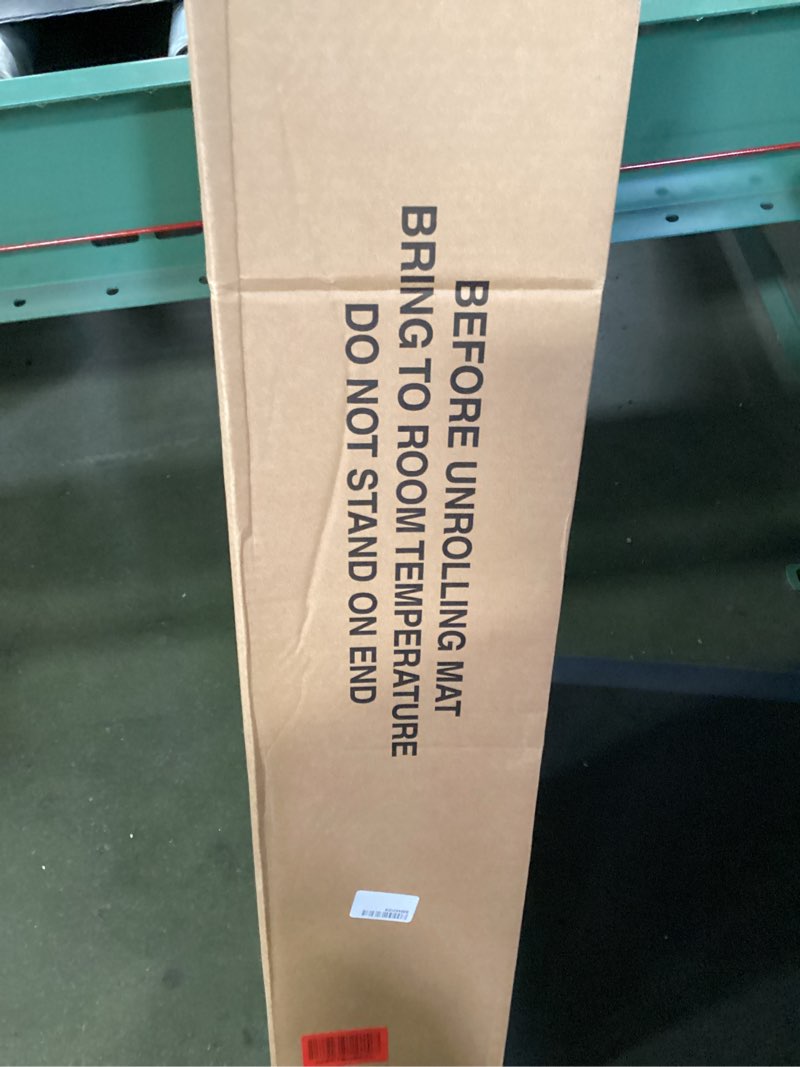 BEFORE UNROLLING MAT
BRING TO ROOM TEMPERATURE
DO NOT STAND ON END